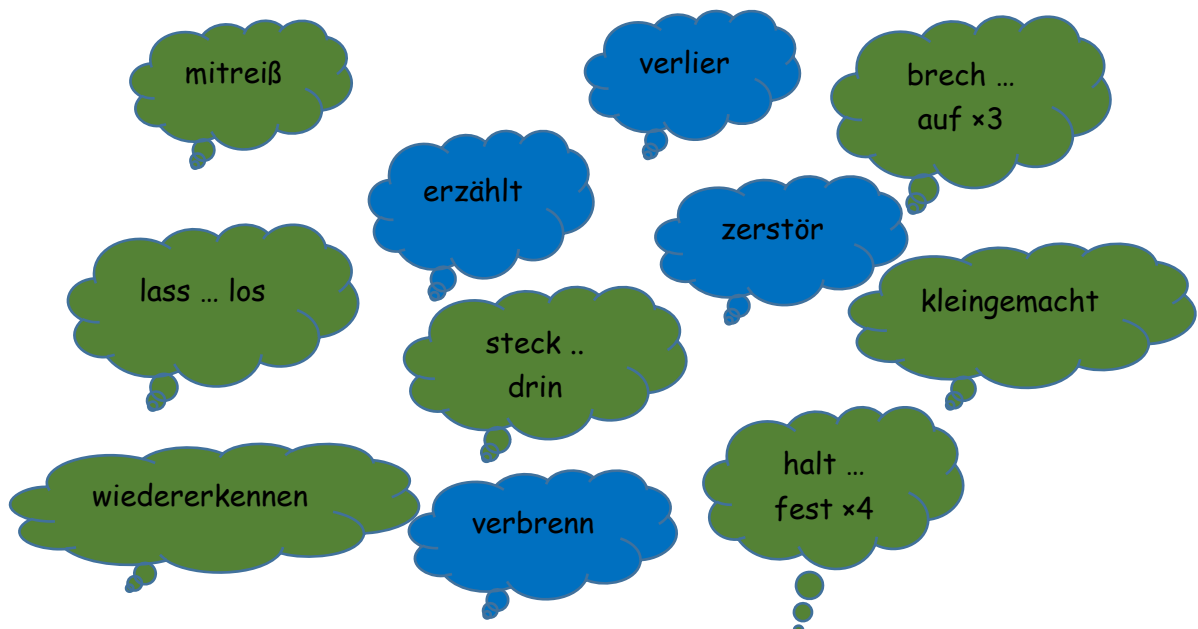 mitreiß
verlier
brech ...
auf ×3
erzählt
zerstör
lass ... los
kleingemacht
steck ..
drin
wiedererkennen
verbrenn
halt ...
fest ×4